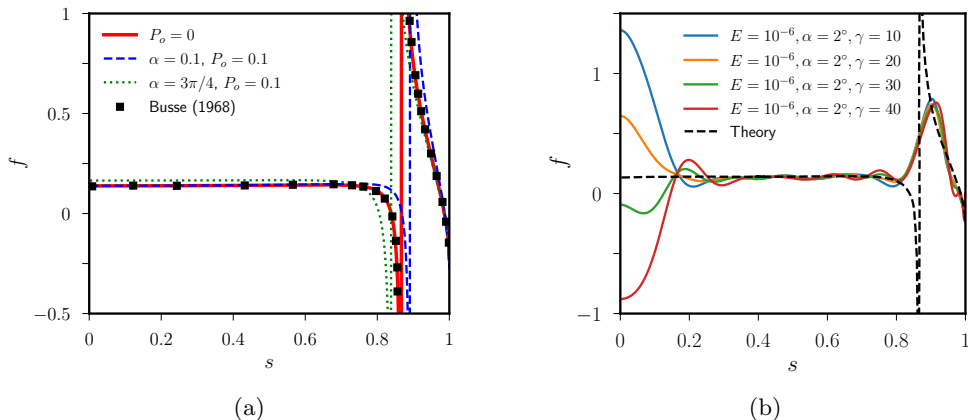 1
0.5
0
−0.5
f
P_o = 0
α = 0.1, P_o = 0.1
α = 3π/4, P_o = 0.1
Busse (1968)
0 0.2 0.4 0.6 0.8 1
s
(a)
1
0
−1
f
E = 10^{−6}, α = 2°, γ = 10
E = 10^{−6}, α = 2°, γ = 20
E = 10^{−6}, α = 2°, γ = 30
E = 10^{−6}, α = 2°, γ = 40
Theory
0 0.2 0.4 0.6 0.8 1
s
(b)